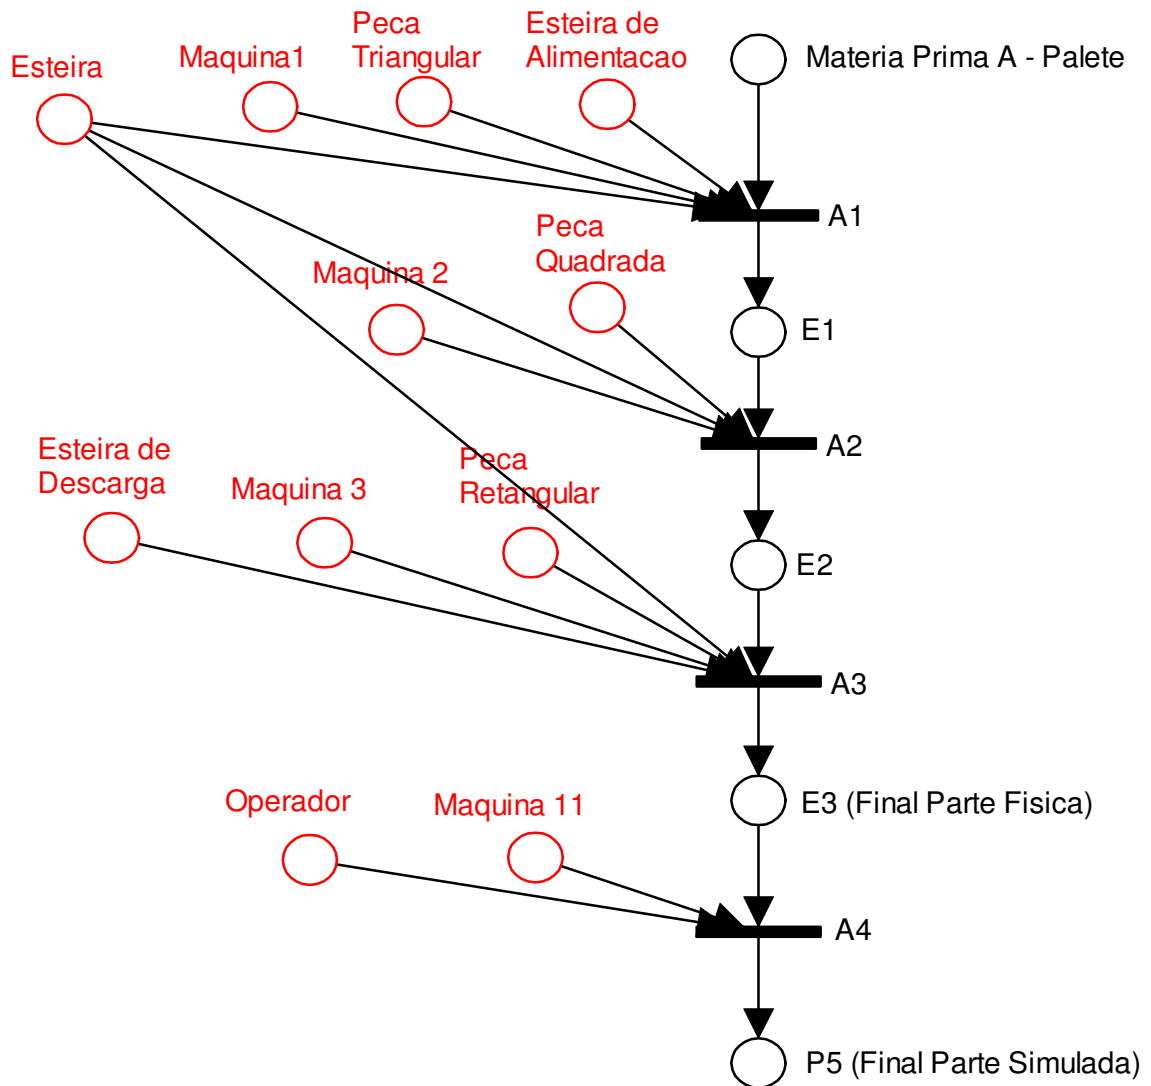 Peca
Triangular
Esteira de
Alimentacao
Materia Prima A - Palete
Maquina1
Esteira
A1
Peca
Quadrada
Maquina 2
E1
Esteira de
Descarga
A2
Peca
Retangular
Maquina 3
E2
A3
Operador
Maquina 11
E3 (Final Parte Fisica)
A4
P5 (Final Parte Simulada)